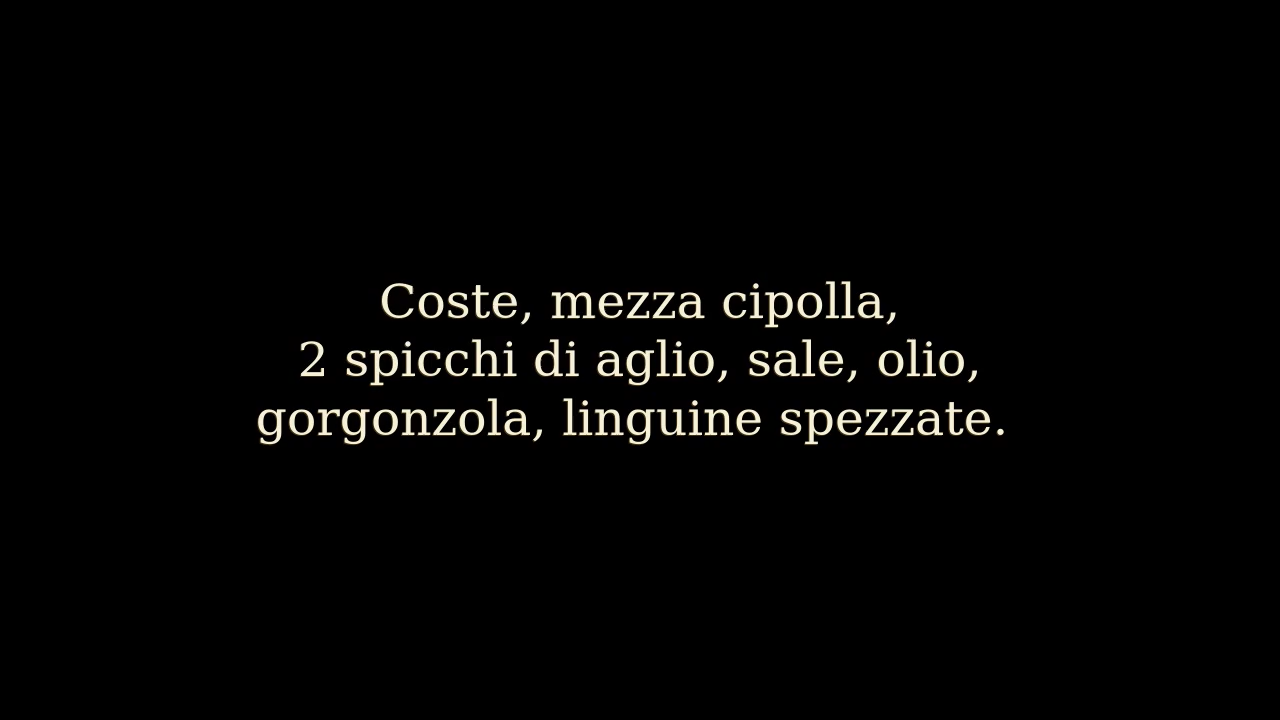 Coste, mezza cipolla,
2 spicchi di aglio, sale, olio,
gorgonzola, linguine spezzate.